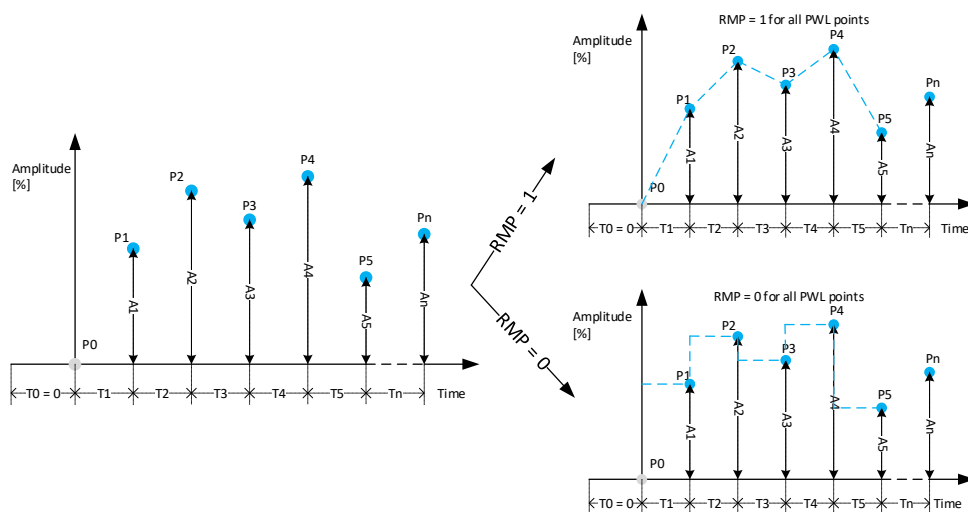 Amplitude
[%]
P0
P1
P2
P3
P4
P5
Pn
A1
A2
A3
A4
A5
An
T0 = 0
T1
T2
T3
T4
T5
Tn
Time
RMP = 1
RMP = 0
RMP = 1 for all PWL points
Amplitude
[%]
P0
P1
P2
P3
P4
P5
Pn
A1
A2
A3
A4
A5
An
T0 = 0
T1
T2
T3
T4
T5
Tn
Time
RMP = 0 for all PWL points
Amplitude
[%]
P0
P1
P2
P3
P4
P5
Pn
A1
A2
A3
A4
A5
An
T0 = 0
T1
T2
T3
T4
T5
Tn
Time